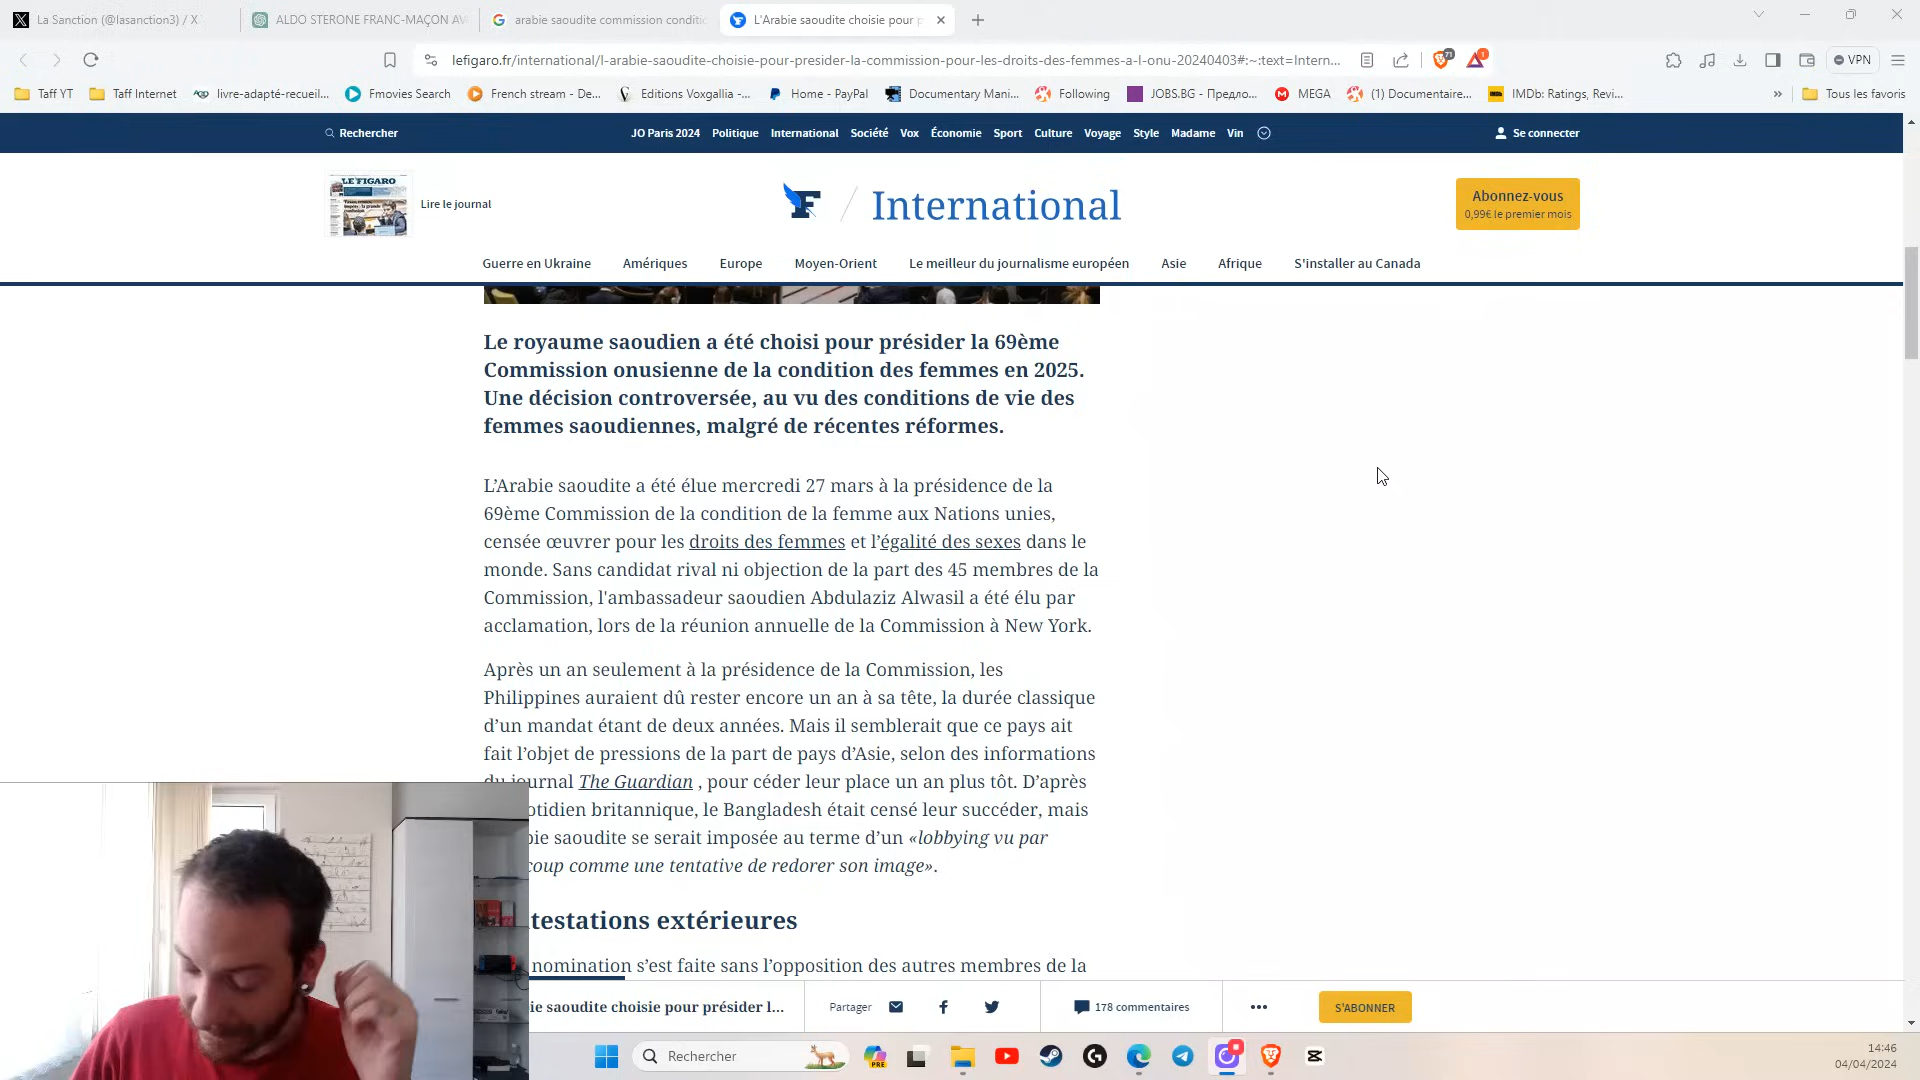 La Sanction (@lasanction3) / X
ALDO STERONE FRANC-MAÇON AV
arabie saoudite commission conditi
L'Arabie saoudite choisie pour p
lefigaro.fr/international/l-arabie-saoudite-choisie-pour-presider-la-commission-pour-les-droits-des-femmes-a-l-onu-20240403#:~:text=Intern...
71
1
VPN
Taff YT
Taff Internet
livre-adapté-recueil...
Fmovies Search
French stream - De...
Editions Voxgallia -...
Home - PayPal
Documentary Mani...
Following
JOBS.BG - Предло...
MEGA
(1) Documentaire...
IMDb: Ratings, Revi...
»
Tous les favoris
Rechercher
JO Paris 2024
Politique
International
Société
Vox
Économie
Sport
Culture
Voyage
Style
Madame
Vin
Se connecter
LE FIGARO
Lire le journal
F / International
Abonnez-vous
0,99€ le premier mois
Guerre en Ukraine
Amériques
Europe
Moyen-Orient
Le meilleur du journalisme européen
Asie
Afrique
S'installer au Canada
Le royaume saoudien a été choisi pour présider la 69ème
Commission onusienne de la condition des femmes en 2025.
Une décision controversée, au vu des conditions de vie des
femmes saoudiennes, malgré de récentes réformes.
L’Arabie saoudite a été élue mercredi 27 mars à la présidence de la
69ème Commission de la condition de la femme aux Nations unies,
censée œuvrer pour les droits des femmes et l’égalité des sexes dans le
monde. Sans candidat rival ni objection de la part des 45 membres de la
Commission, l'ambassadeur saoudien Abdulaziz Alwasil a été élu par
acclamation, lors de la réunion annuelle de la Commission à New York.
Après un an seulement à la présidence de la Commission, les
Philippines auraient dû rester encore un an à sa tête, la durée classique
d’un mandat étant de deux années. Mais il semblerait que ce pays ait
fait l’objet de pressions de la part de pays d’Asie, selon des informations
du journal The Guardian , pour céder leur place un an plus tôt. D’après
otidien britannique, le Bangladesh était censé leur succéder, mais
bie saoudite se serait imposée au terme d’un «lobbying vu par
coup comme une tentative de redorer son image».
testations extérieures
nomination s’est faite sans l’opposition des autres membres de la
ie saoudite choisie pour présider l...
Partager
178 commentaires
S'ABONNER
Rechercher
PRE
14:46
04/04/2024